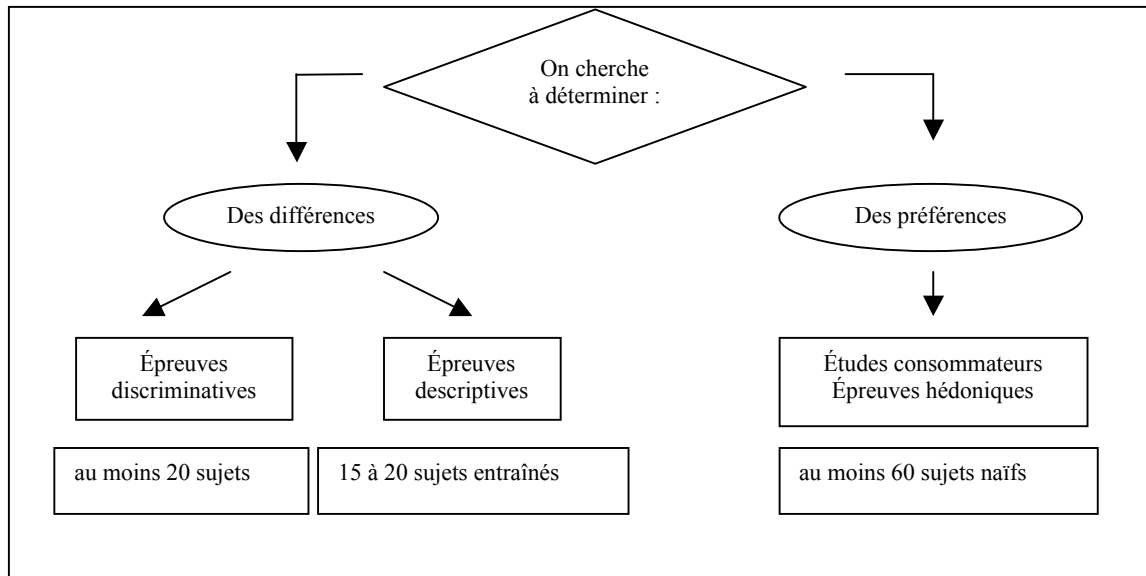 On cherche
à déterminer :
Des différences
Des préférences
Épreuves
discriminatives
Épreuves
descriptives
Études consommateurs
Épreuves hédoniques
au moins 20 sujets
15 à 20 sujets entraînés
au moins 60 sujets naïfs